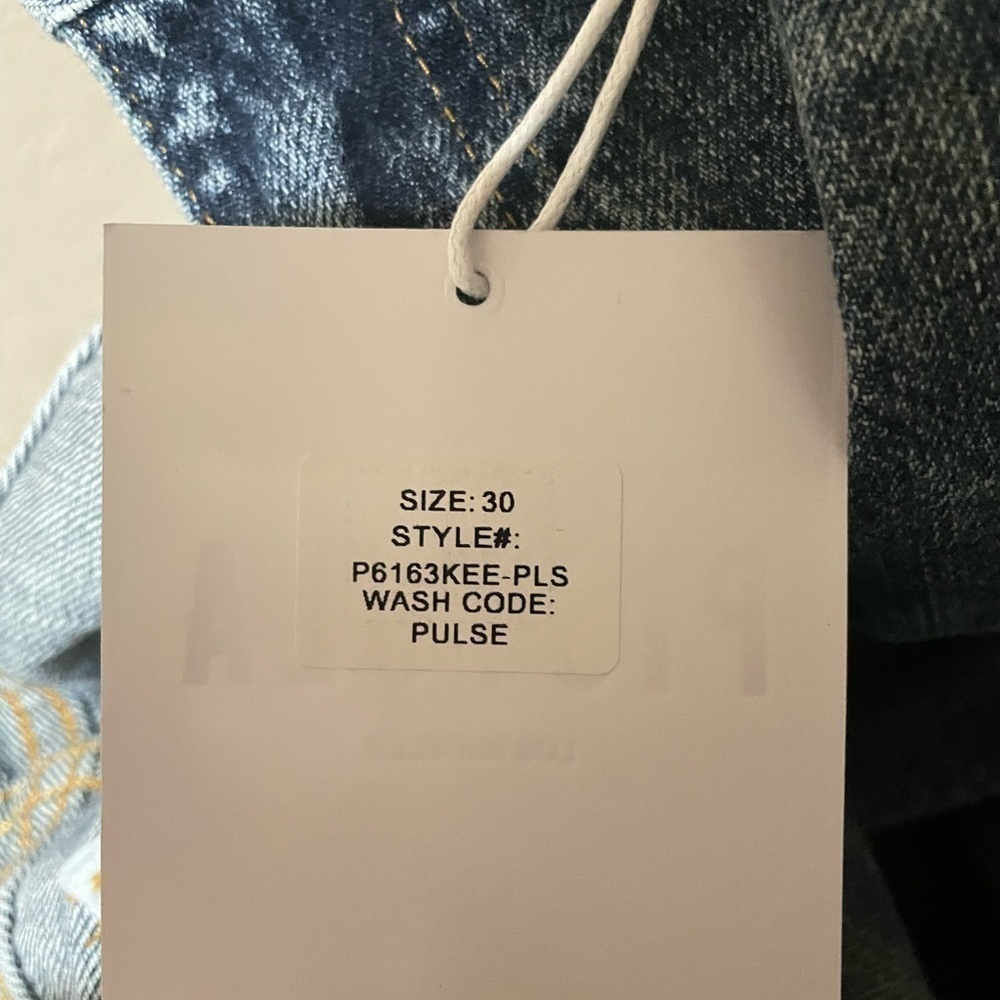 SIZE: 30
STYLE#:
P6163KEE-PLS
WASH CODE:
PULSE